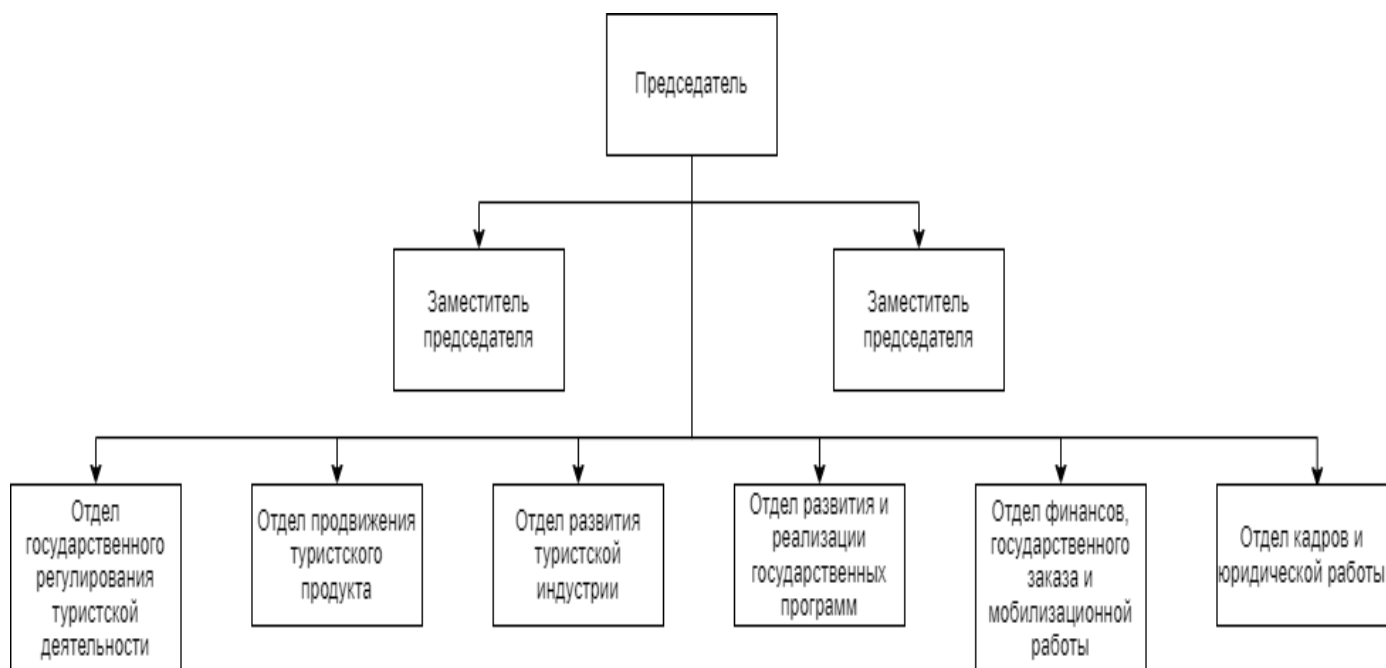 Председатель
Заместитель
председателя
Заместитель
председателя
Отдел
государственного
регулирования
туристской
деятельности
Отдел продвижения
туристского
продукта
Отдел развития
туристской
индустрии
Отдел развития и
реализации
государственных
программ
Отдел финансов,
государственного
заказа и
мобилизационной
работы
Отдел кадров и
юридической работы